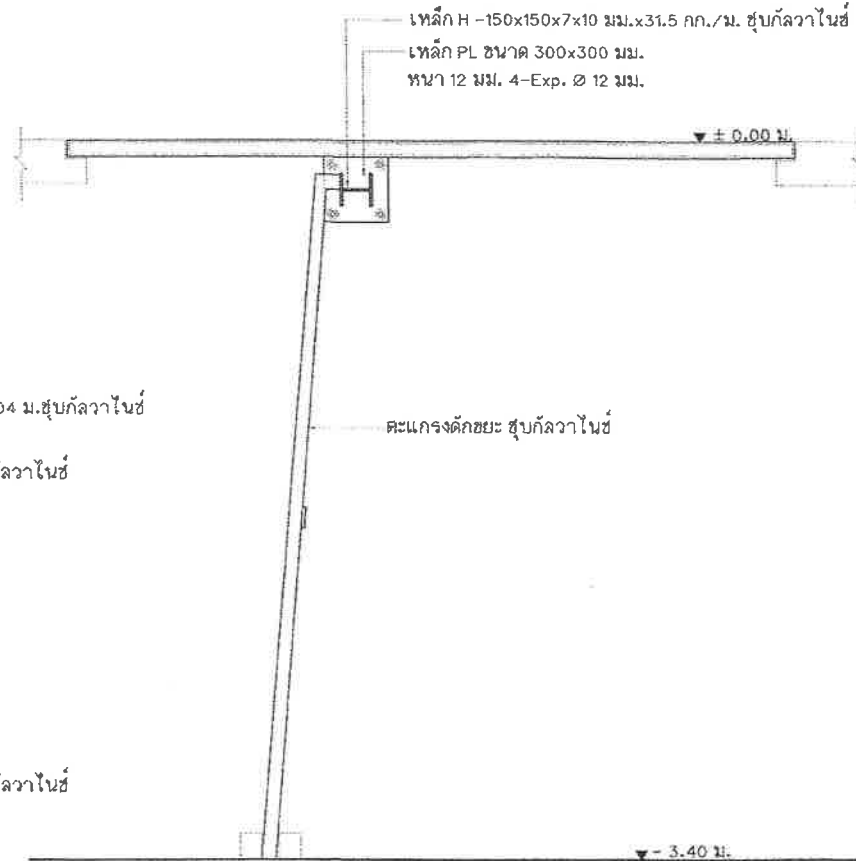 เหล็ก H -150x150x7x10 มม.x31.5 กก./ม. ชุบกัลวาไนซ์
เหล็ก PL ขนาด 300x300 มม.
หนา 12 มม. 4-Exp. Ø 12 มม.
▼ ± 0.00 ม.
04 ม.ชุบกัลวาไนซ์
ตะแกรงดักขยะ ชุบกัลวาไนซ์
ัลวาไนซ์
ัลวาไนซ์
▼ - 3.40 ม.